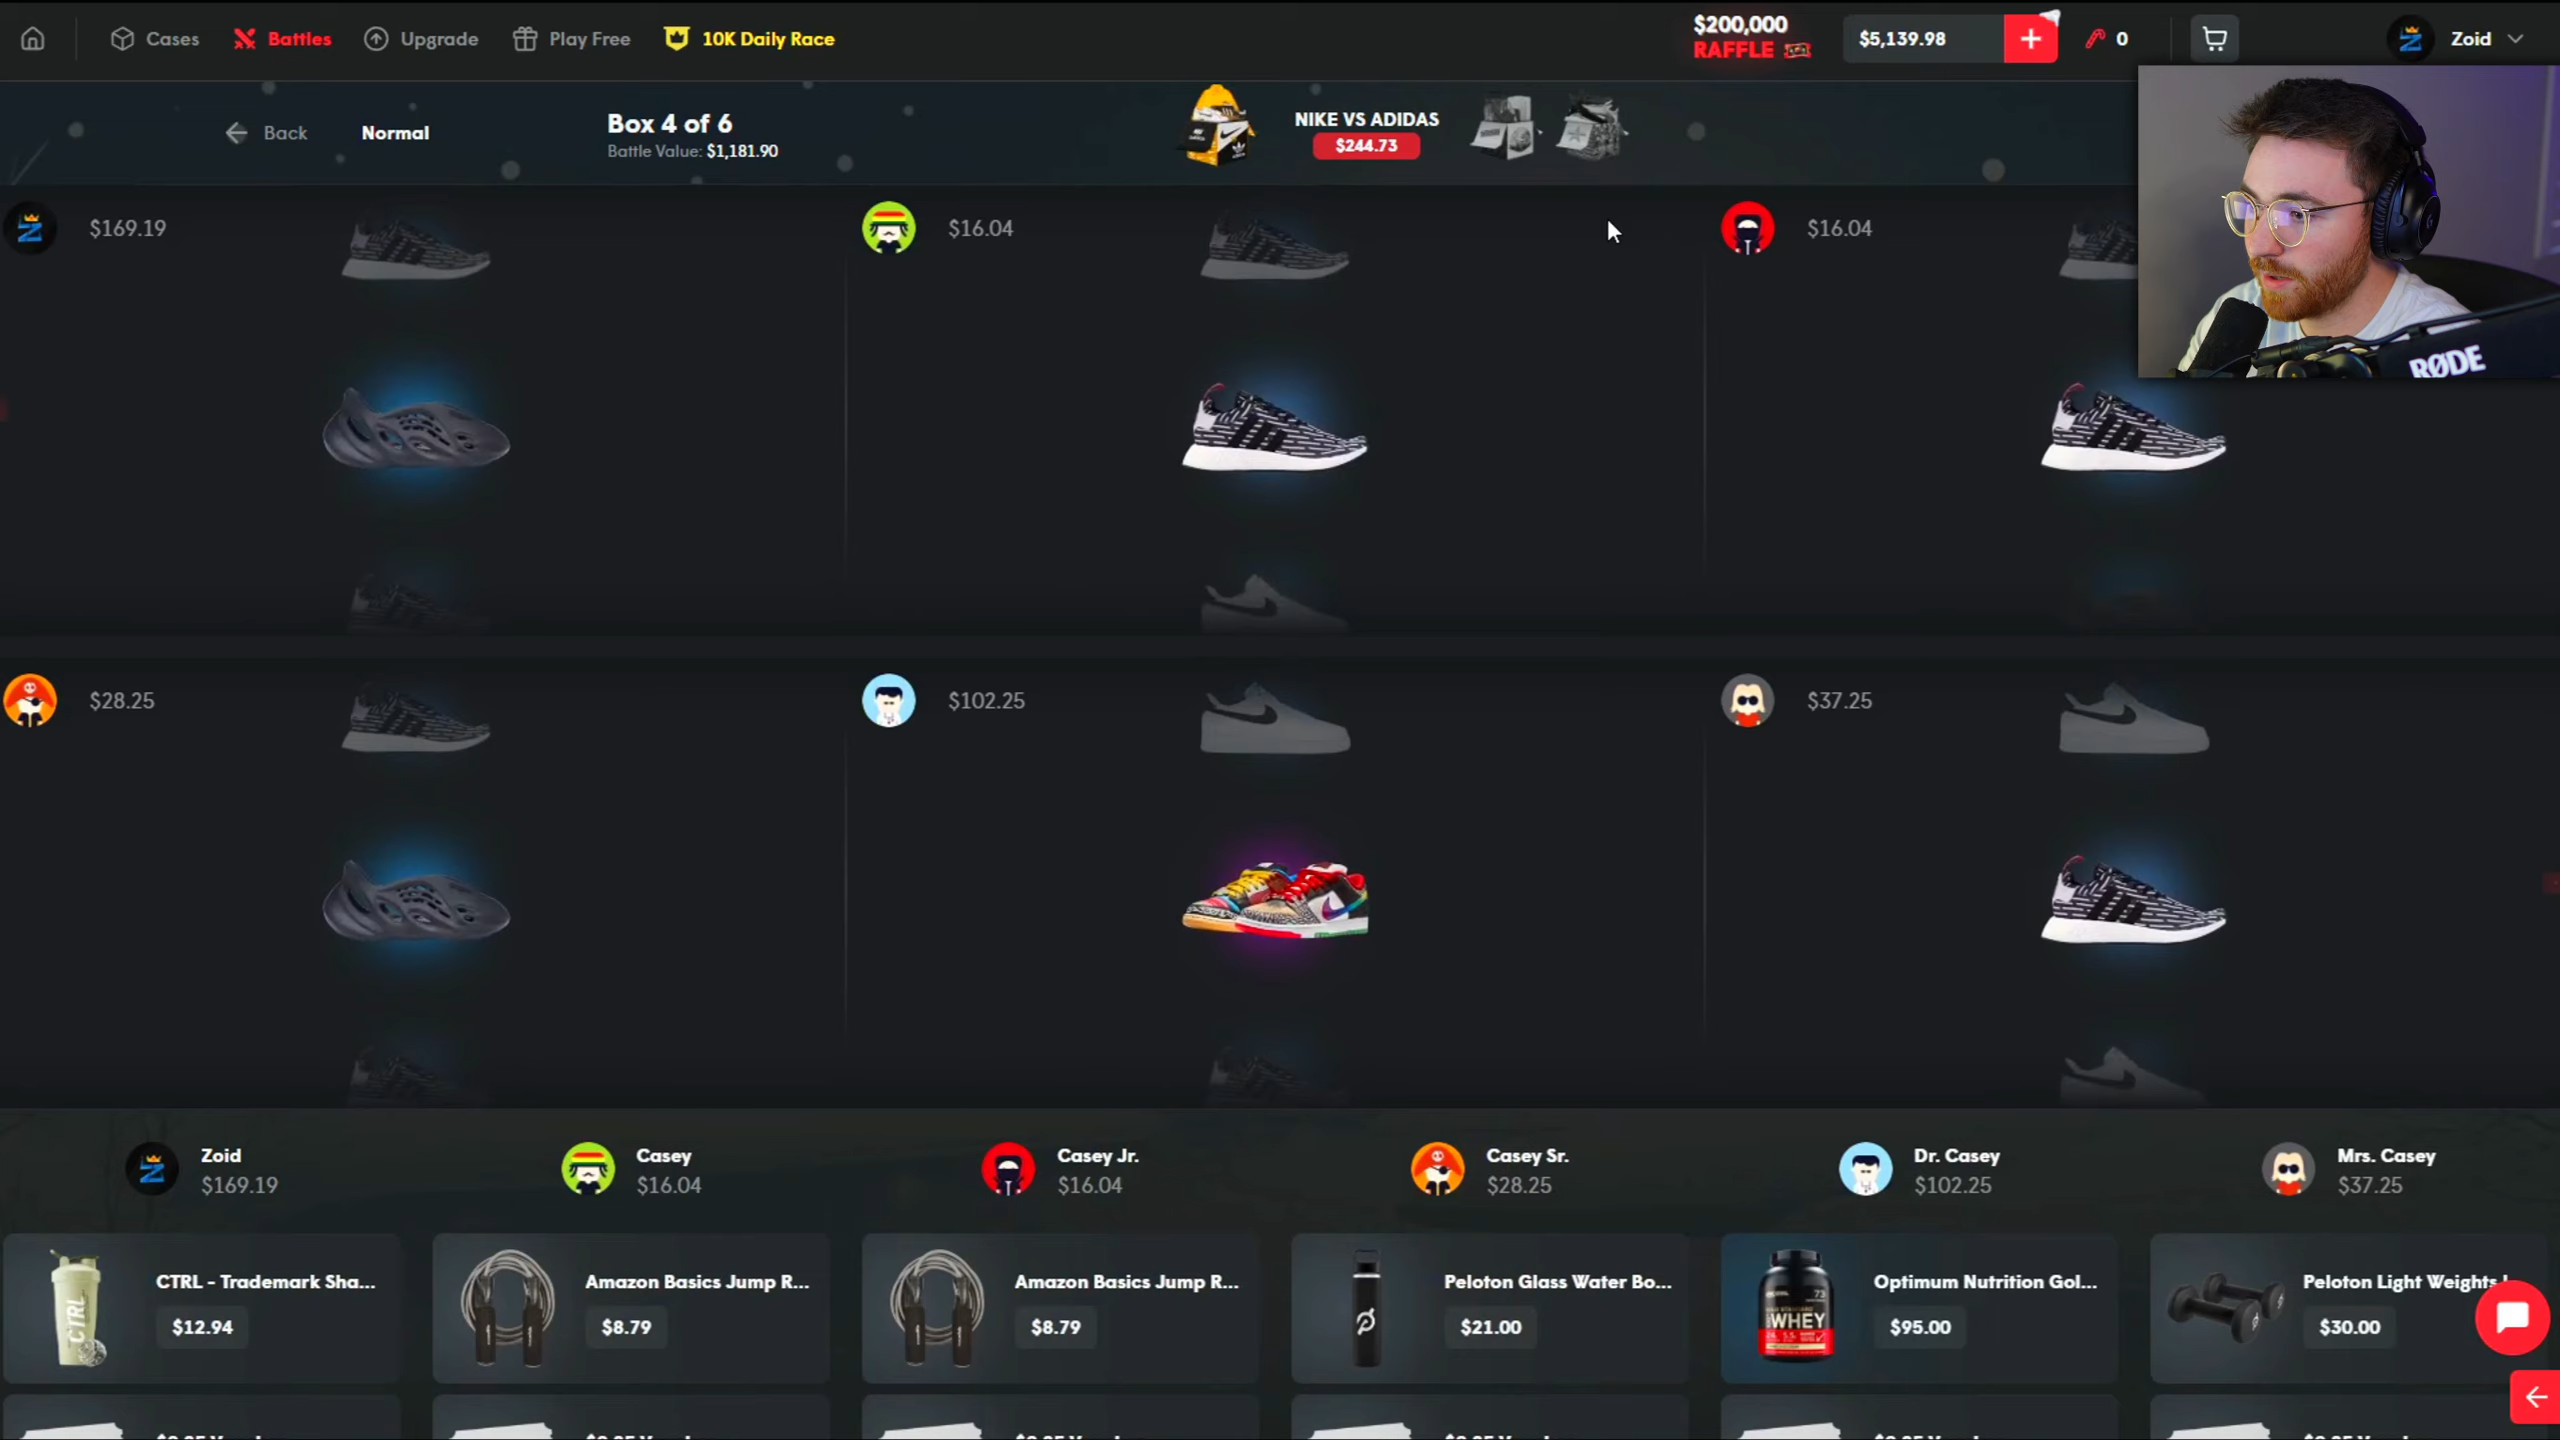 Cases
Battles
Upgrade
Play Free
10K Daily Race
$200,000
RAFFLE
$5,139.98
0
Zoid
Back
Normal
Box 4 of 6
Battle Value: $1,181.90
NIKE VS ADIDAS
$244.73
RØDE
$169.19
$16.04
$16.04
$28.25
$102.25
$37.25
Zoid
$169.19
Casey
$16.04
Casey Jr.
$16.04
Casey Sr.
$28.25
Dr. Casey
$102.25
Mrs. Casey
$37.25
CTRL
CTRL - Trademark Sha...
$12.94
Amazon Basics Jump R...
$8.79
Amazon Basics Jump R...
$8.79
Peloton Glass Water Bo...
$21.00
WHEY
Optimum Nutrition Gol...
$95.00
Peloton Light Weights
$30.00